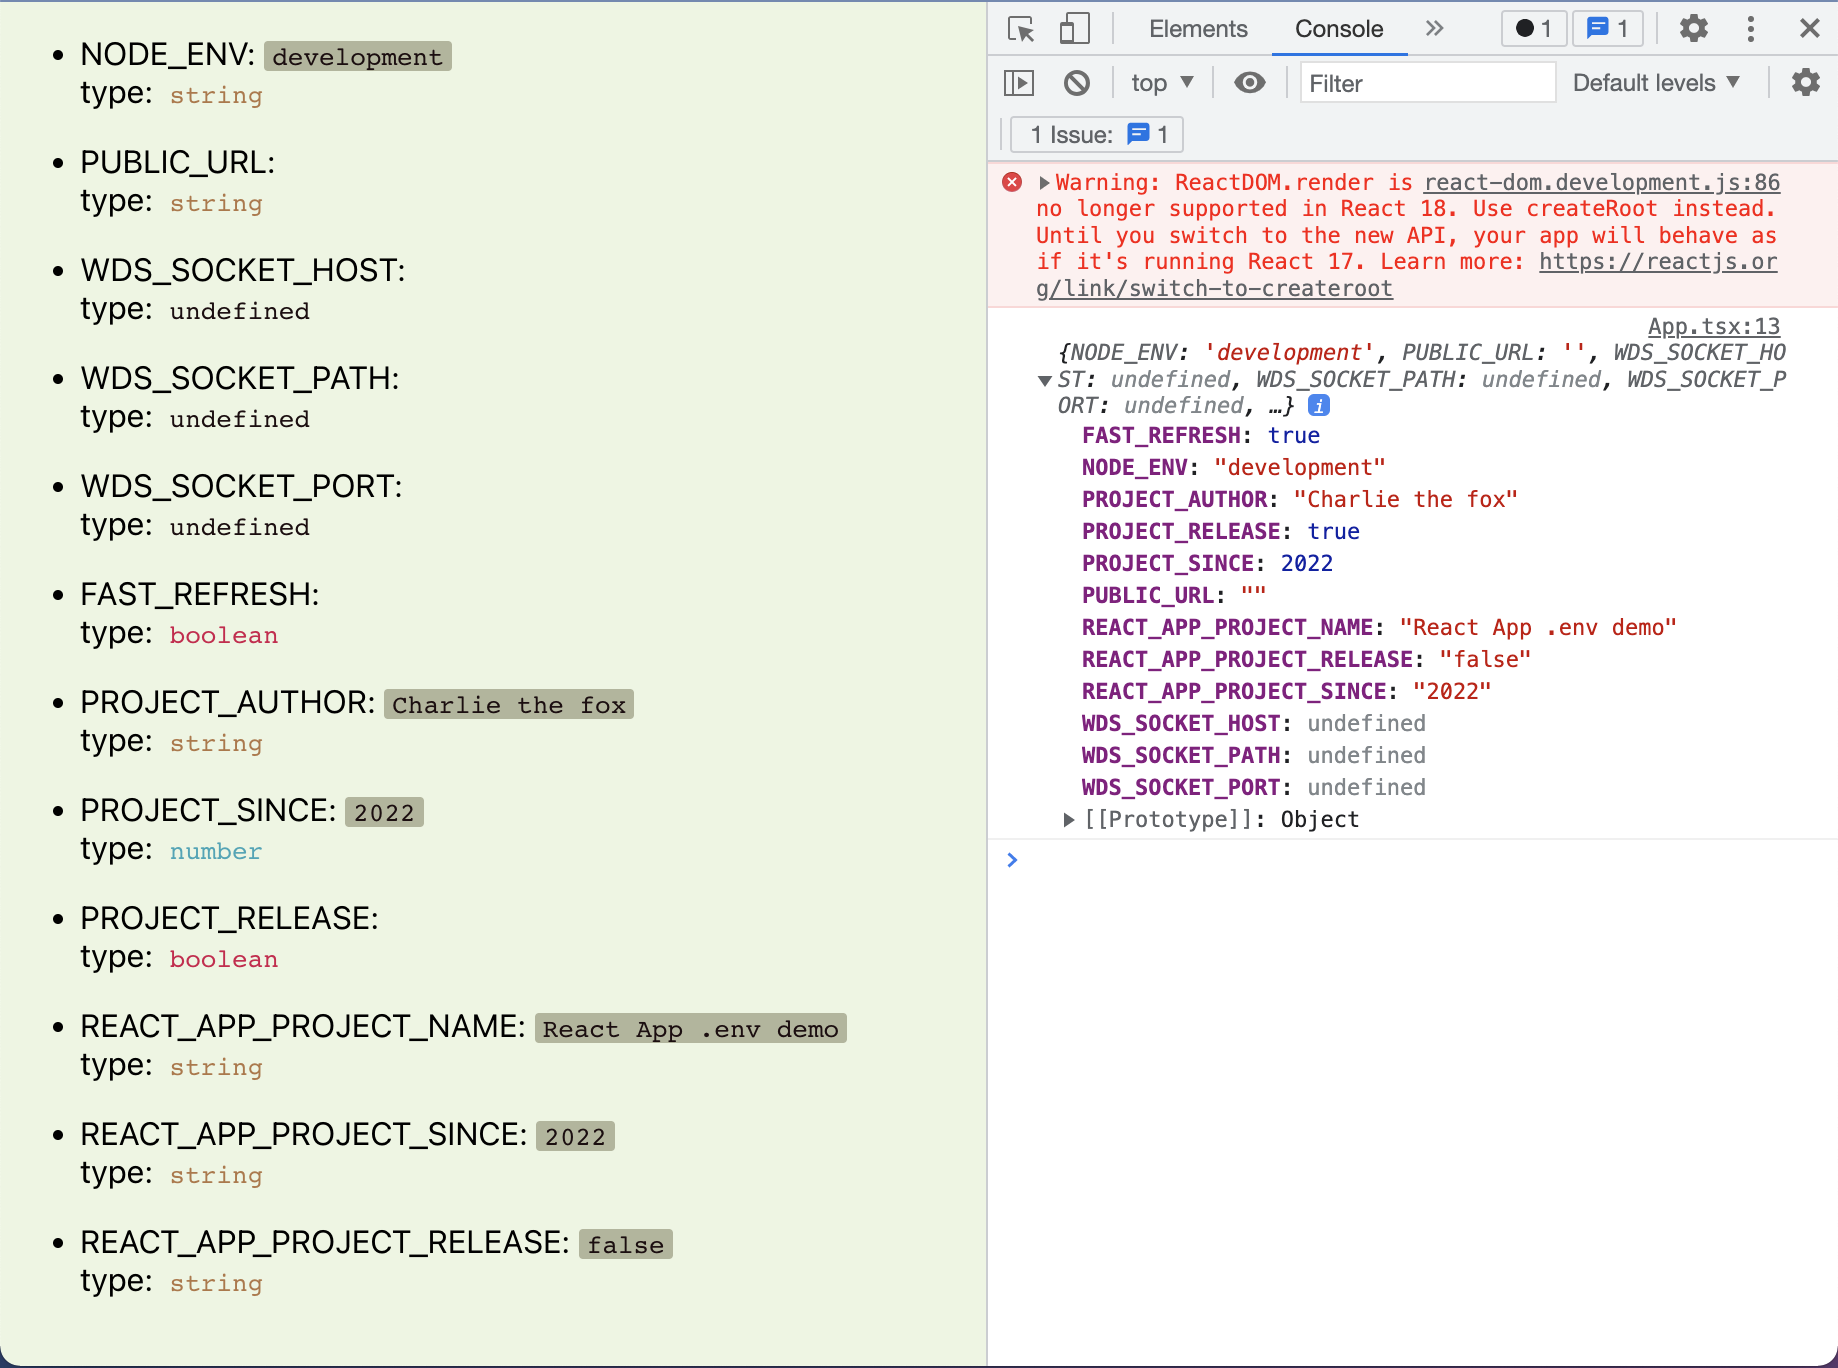 NODE_ENV: development
type: string
PUBLIC_URL:
type: string
WDS_SOCKET_HOST:
type: undefined
WDS_SOCKET_PATH:
type: undefined
WDS_SOCKET_PORT:
type: undefined
FAST_REFRESH:
type: boolean
PROJECT_AUTHOR: Charlie the fox
type: string
PROJECT_SINCE: 2022
type: number
PROJECT_RELEASE:
type: boolean
REACT_APP_PROJECT_NAME: React App .env demo
type: string
REACT_APP_PROJECT_SINCE: 2022
type: string
REACT_APP_PROJECT_RELEASE: false
type: string
Elements Console 1 1
top Filter Default levels
1 Issue: 1
Warning: ReactDOM.render is react-dom.development.js:86
no longer supported in React 18. Use createRoot instead.
Until you switch to the new API, your app will behave as
if it's running React 17. Learn more: https://reactjs.or
g/link/switch-to-createroot
App.tsx:13
{NODE_ENV: 'development', PUBLIC_URL: '', WDS_SOCKET_HO
ST: undefined, WDS_SOCKET_PATH: undefined, WDS_SOCKET_P
ORT: undefined, …} i
FAST_REFRESH: true
NODE_ENV: "development"
PROJECT_AUTHOR: "Charlie the fox"
PROJECT_RELEASE: true
PROJECT_SINCE: 2022
PUBLIC_URL: ""
REACT_APP_PROJECT_NAME: "React App .env demo"
REACT_APP_PROJECT_RELEASE: "false"
REACT_APP_PROJECT_SINCE: "2022"
WDS_SOCKET_HOST: undefined
WDS_SOCKET_PATH: undefined
WDS_SOCKET_PORT: undefined
[[Prototype]]: Object